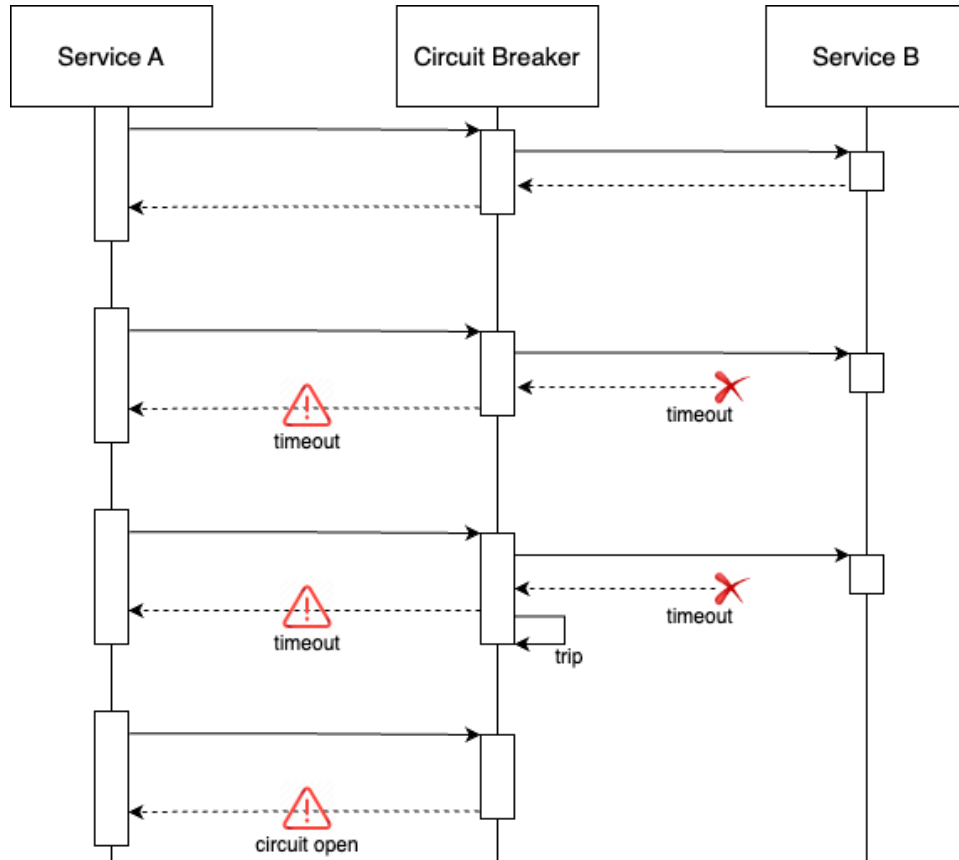 Service A
Circuit Breaker
Service B
timeout
timeout
timeout
timeout
trip
circuit open